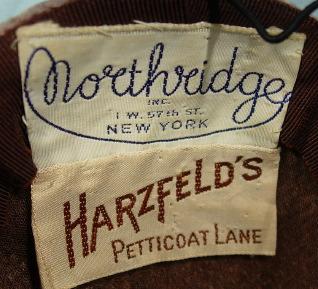 Northridge
INC.
1 W. 57th ST.
NEW YORK
HARZFELD'S
PETTICOAT LANE